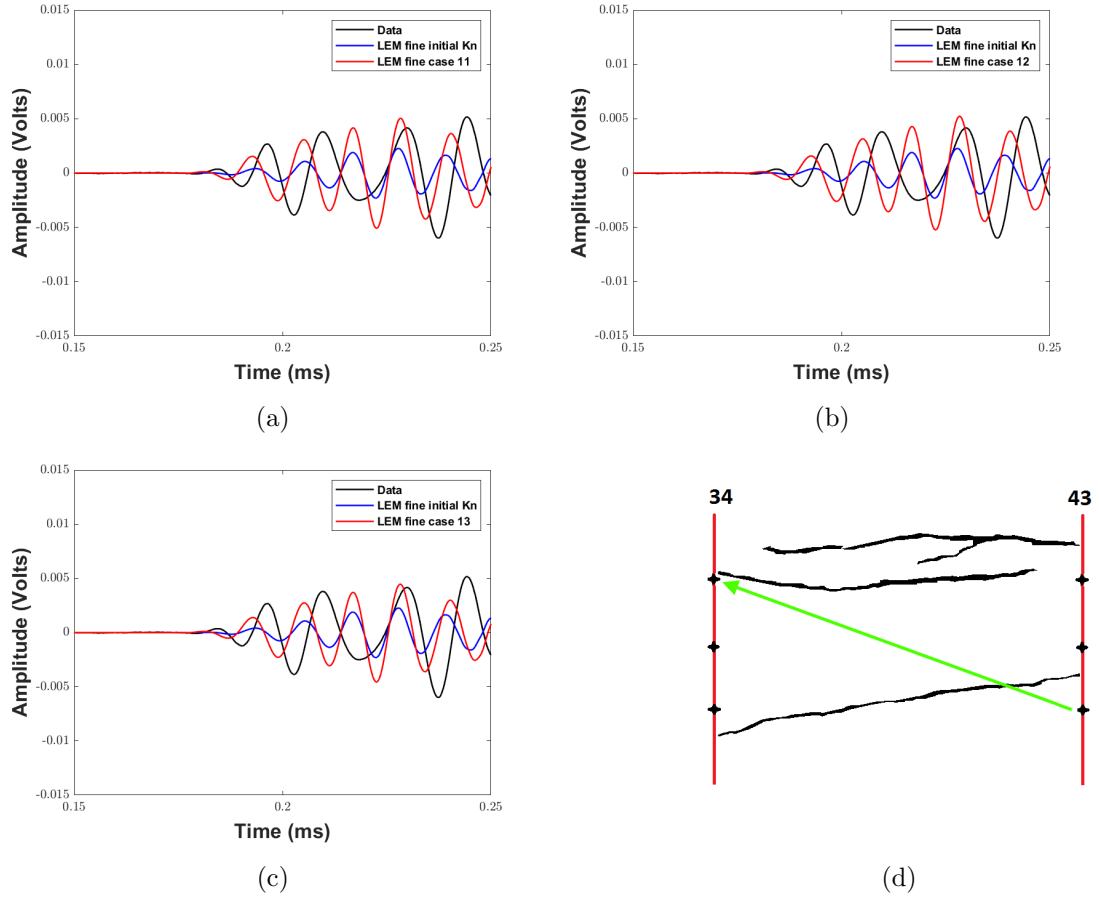 0.015
0.01
0.005
0
-0.005
-0.01
-0.015
Amplitude (Volts)
Data
LEM fine initial Kn
LEM fine case 11
0.15
0.2
0.25
Time (ms)
(a)
0.015
0.01
0.005
0
-0.005
-0.01
-0.015
Amplitude (Volts)
Data
LEM fine initial Kn
LEM fine case 12
0.15
0.2
0.25
Time (ms)
(b)
0.015
0.01
0.005
0
-0.005
-0.01
-0.015
Amplitude (Volts)
Data
LEM fine initial Kn
LEM fine case 13
0.15
0.2
0.25
Time (ms)
(c)
34
43
(d)